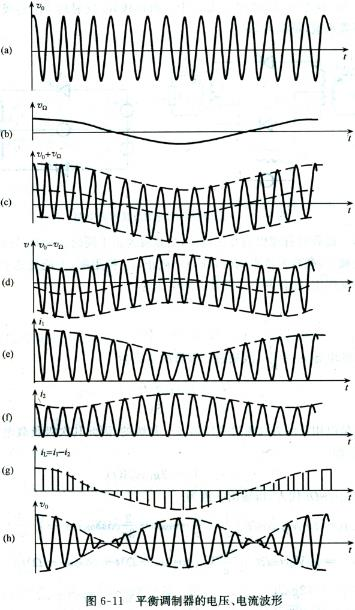 v₀
(a)
t
v_Ω
(b)
t
v₀+v_Ω
(c)
t
v v₀−v_Ω
(d)
t
i₁
(e)
t
i₂
(f)
t
i_L=i₁−i₂
(g)
t
v₀
(h)
t
图 6-11 平衡调制器的电压、电流波形